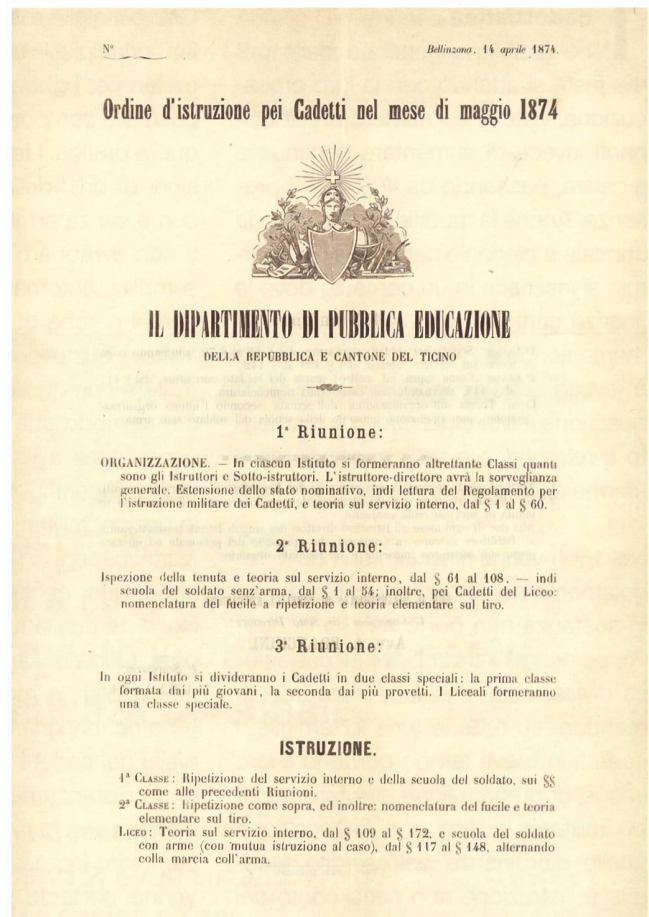 N°
Bellinzona, 14 aprile 1874.
Ordine d'istruzione pei Cadetti nel mese di maggio 1874
IL DIPARTIMENTO DI PUBBLICA EDUCAZIONE
DELLA REPUBBLICA E CANTONE DEL TICINO
1ª Riunione:
ORGANIZZAZIONE. — In ciascun Istituto si formeranno altrettante Classi quanti
sono gli Istruttori e Sotto-istruttori. L'istruttore-direttore avrà la sorveglianza
generale. Estensione dello stato nominativo, indi lettura del Regolamento per
l'istruzione militare dei Cadetti, e teoria sul servizio interno, dal § 1 al § 60.
2ª Riunione:
Ispezione della tenuta e teoria sul servizio interno, dal § 61 al 108. — indi
scuola del soldato senz'arma, dal § 1 al 54; inoltre, pei Cadetti del Liceo:
nomenclatura del fucile a ripetizione e teoria elementare sul tiro.
3ª Riunione:
In ogni Istituto si divideranno i Cadetti in due classi speciali: la prima classe
formata dai più giovani, la seconda dai più provetti. I Liceali formeranno
una classe speciale.
ISTRUZIONE.
1ª CLASSE: Ripetizione del servizio interno e della scuola del soldato, sui §§
come alle precedenti Riunioni.
2ª CLASSE: Ripetizione come sopra, ed inoltre: nomenclatura del fucile e teoria
elementare sul tiro.
LICEO: Teoria sul servizio interno, dal § 109 al § 172, e scuola del soldato
con arme (con mutua istruzione al caso), dal § 117 al § 148, alternando
colla marcia coll'arma.